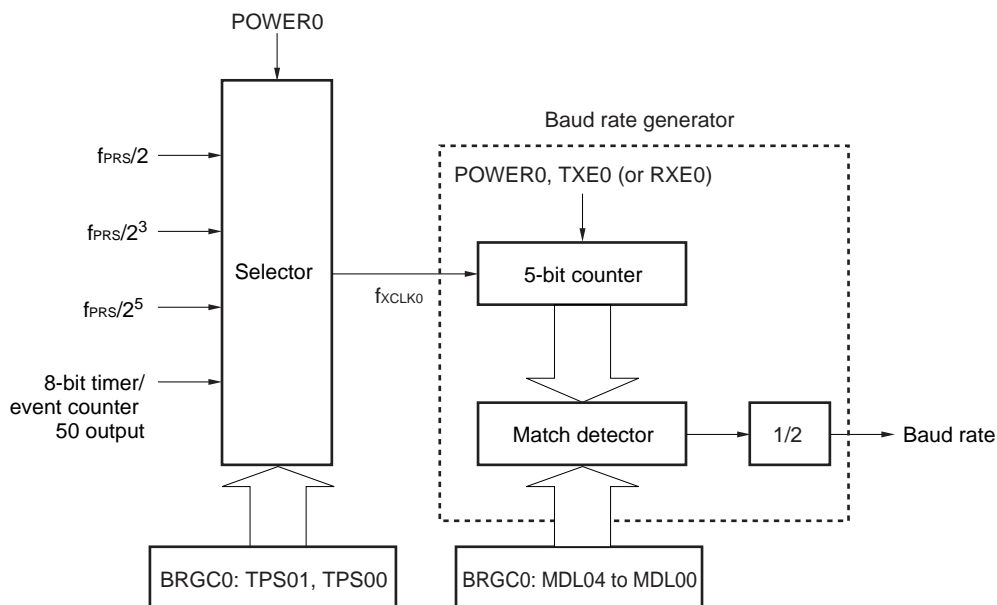 POWER0
Baud rate generator
fPRS/2
POWER0, TXE0 (or RXE0)
fPRS/2³
Selector
5-bit counter
fXCLK0
fPRS/2⁵
8-bit timer/
event counter
50 output
Match detector
1/2
Baud rate
BRGC0: TPS01, TPS00
BRGC0: MDL04 to MDL00